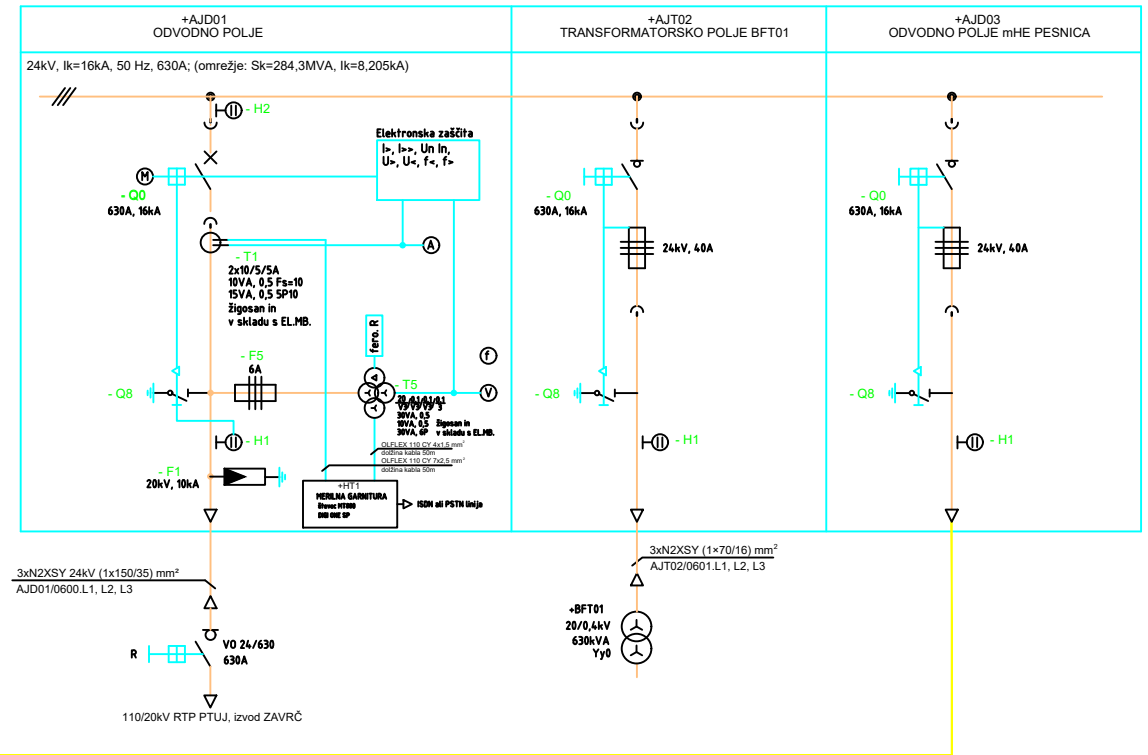 +AJD01
ODVODNO POLJE
+AJT02
TRANSFORMATORSKO POLJE BFT01
+AJD03
ODVODNO POLJE mHE PESNICA
24kV, Ik=16kA, 50 Hz, 630A; (omrežje: Sk=284,3MVA, Ik=8,205kA)
- H2
Elektronska zaščita
I>, I>>, Un In,
U>, U<, f<, f>
M
- Q0
630A, 16kA
A
- T1
2x10/5/5A
10VA, 0,5 Fs=10
15VA, 0,5 5P10
žigosan in
v skladu s EL.MB.
fero. R
f
- F5
6A
- T5
V
- Q8
30VA, 0,5
10VA, 0,5 žigosan in
30VA, 6P v skladu s EL.MB.
- H1
OLFLEX 110 CY 4x1,5 mm²
dolžina kabla 50m
OLFLEX 110 CY 7x2,5 mm²
dolžina kabla 50m
- F1
20kV, 10kA
+HT1
MERILNA GARNITURA
števec MT880
DIGI ONE SP
ISDN ali PSTN linija
- Q0
630A, 16kA
24kV, 40A
- Q8
- H1
- Q0
630A, 16kA
24kV, 40A
- Q8
- H1
3xN2XSY 24kV (1x150/35) mm²
AJD01/0600.L1, L2, L3
R
VO 24/630
630A
110/20kV RTP PTUJ, izvod ZAVRČ
3xN2XSY (1×70/16) mm²
AJT02/0601.L1, L2, L3
+BFT01
20/0,4kV
630kVA
Yy0